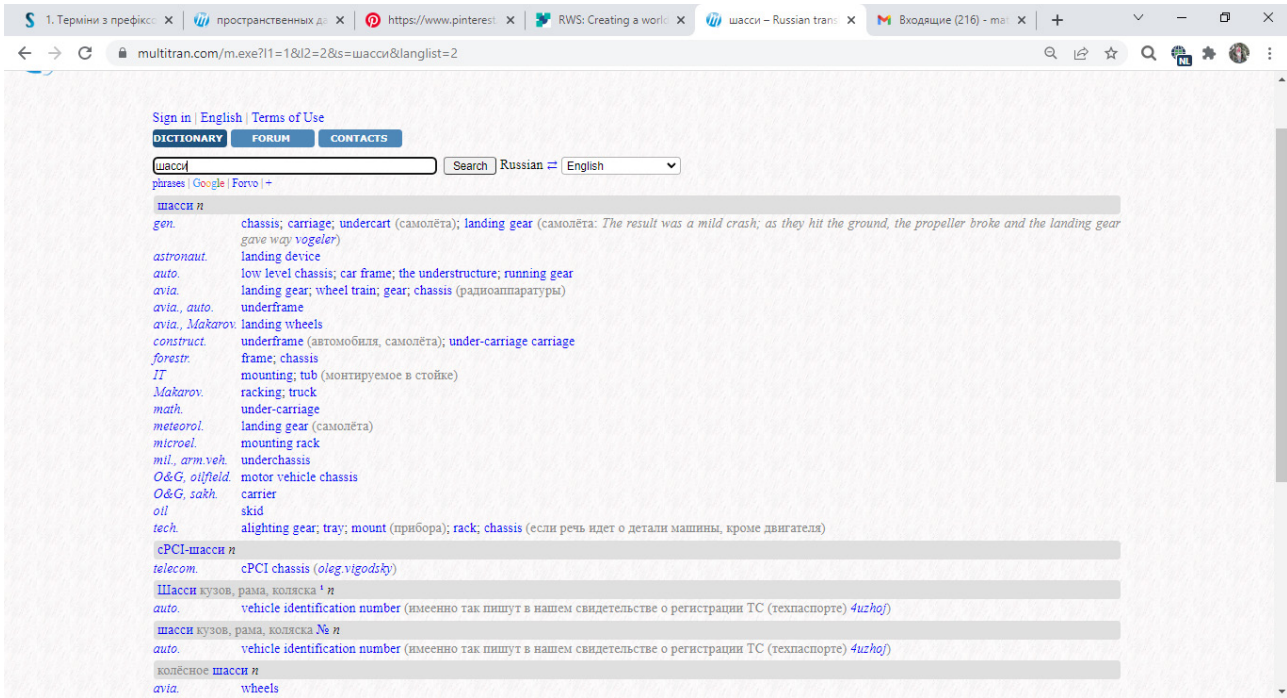 1. Терміни з префіксо
пространственных да
https://www.pinterest.
RWS: Creating a world
шасси – Russian trans
Входящие (216) - mat
multitran.com/m.exe?l1=1&l2=2&s=шасси&langlist=2
NL
Sign in | English | Terms of Use
DICTIONARY FORUM CONTACTS
шасси Search Russian ⇄ English
phrases | Google | Forvo | +
шасси n
gen. chassis; carriage; undercart (самолёта); landing gear (самолёта: The result was a mild crash; as they hit the ground, the propeller broke and the landing gear
gave way vogeler)
astronaut. landing device
auto. low level chassis; car frame; the understructure; running gear
avia. landing gear; wheel train; gear; chassis (радиоаппаратуры)
avia., auto. underframe
avia., Makarov. landing wheels
construct. underframe (автомобиля, самолёта); under-carriage carriage
forestr. frame; chassis
IT mounting; tub (монтируемое в стойке)
Makarov. racking; truck
math. under-carriage
meteorol. landing gear (самолёта)
microel. mounting rack
mil., arm.veh. underchassis
O&G, oilfield. motor vehicle chassis
O&G, sakh. carrier
oil skid
tech. alighting gear; tray; mount (прибора); rack; chassis (если речь идет о детали машины, кроме двигателя)
cPCI-шасси n
telecom. cPCI chassis (oleg.vigodsky)
Шасси кузов, рама, коляска ¹ n
auto. vehicle identification number (именно так пишут в нашем свидетельстве о регистрации ТС (техпаспорте) 4uzhoj)
шасси кузов, рама, коляска № n
auto. vehicle identification number (именно так пишут в нашем свидетельстве о регистрации ТС (техпаспорте) 4uzhoj)
колёсное шасси n
avia. wheels